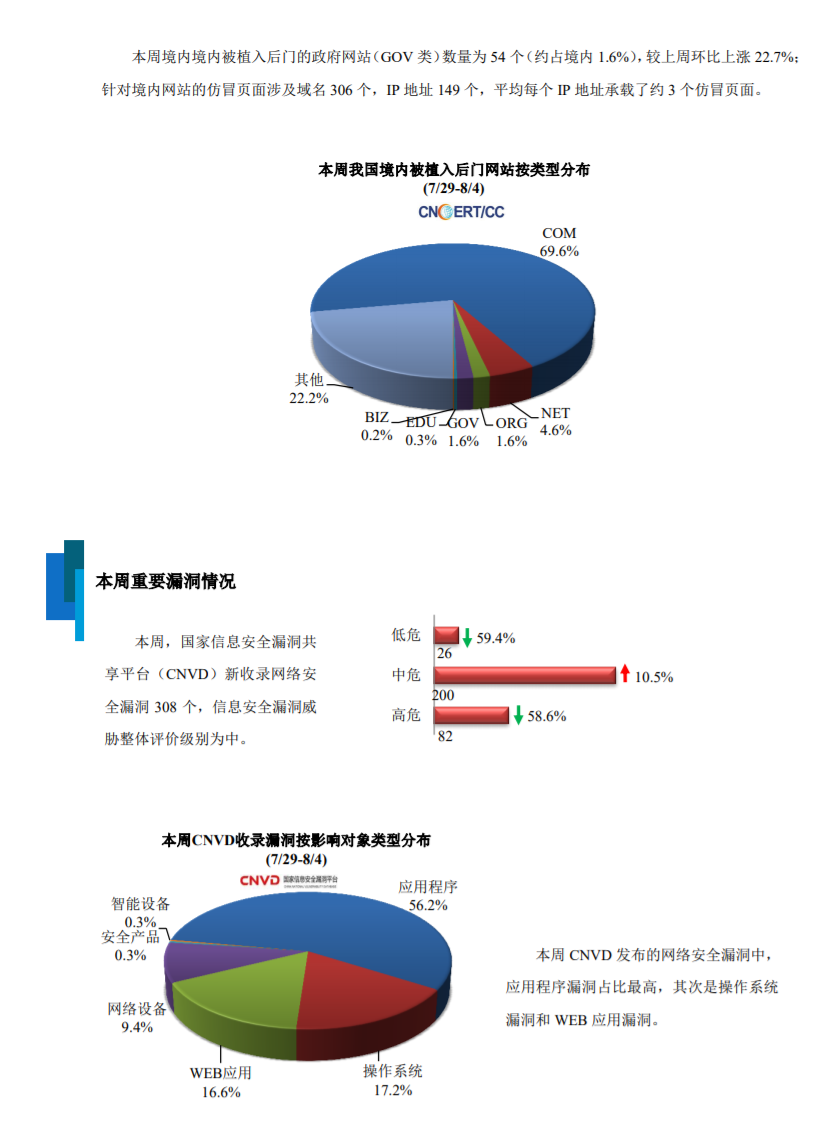 本周境内境内被植入后门的政府网站（GOV 类）数量为 54 个（约占境内 1.6%），较上周环比上涨 22.7%；
针对境内网站的仿冒页面涉及域名 306 个，IP 地址 149 个，平均每个 IP 地址承载了约 3 个仿冒页面。
本周我国境内被植入后门网站按类型分布
(7/29-8/4)
CNCERT/CC
COM
69.6%
其他
22.2%
BIZ
0.2%
EDU
0.3%
GOV
1.6%
ORG
1.6%
NET
4.6%
本周重要漏洞情况
本周，国家信息安全漏洞共
享平台（CNVD）新收录网络安
全漏洞 308 个，信息安全漏洞威
胁整体评价级别为中。
低危
59.4%
26
中危
10.5%
200
高危
58.6%
82
本周CNVD收录漏洞按影响对象类型分布
(7/29-8/4)
CNVD 国家信息安全漏洞共享平台
应用程序
56.2%
智能设备
0.3%
安全产品
0.3%
网络设备
9.4%
WEB应用
16.6%
操作系统
17.2%
本周 CNVD 发布的网络安全漏洞中，
应用程序漏洞占比最高，其次是操作系统
漏洞和 WEB 应用漏洞。